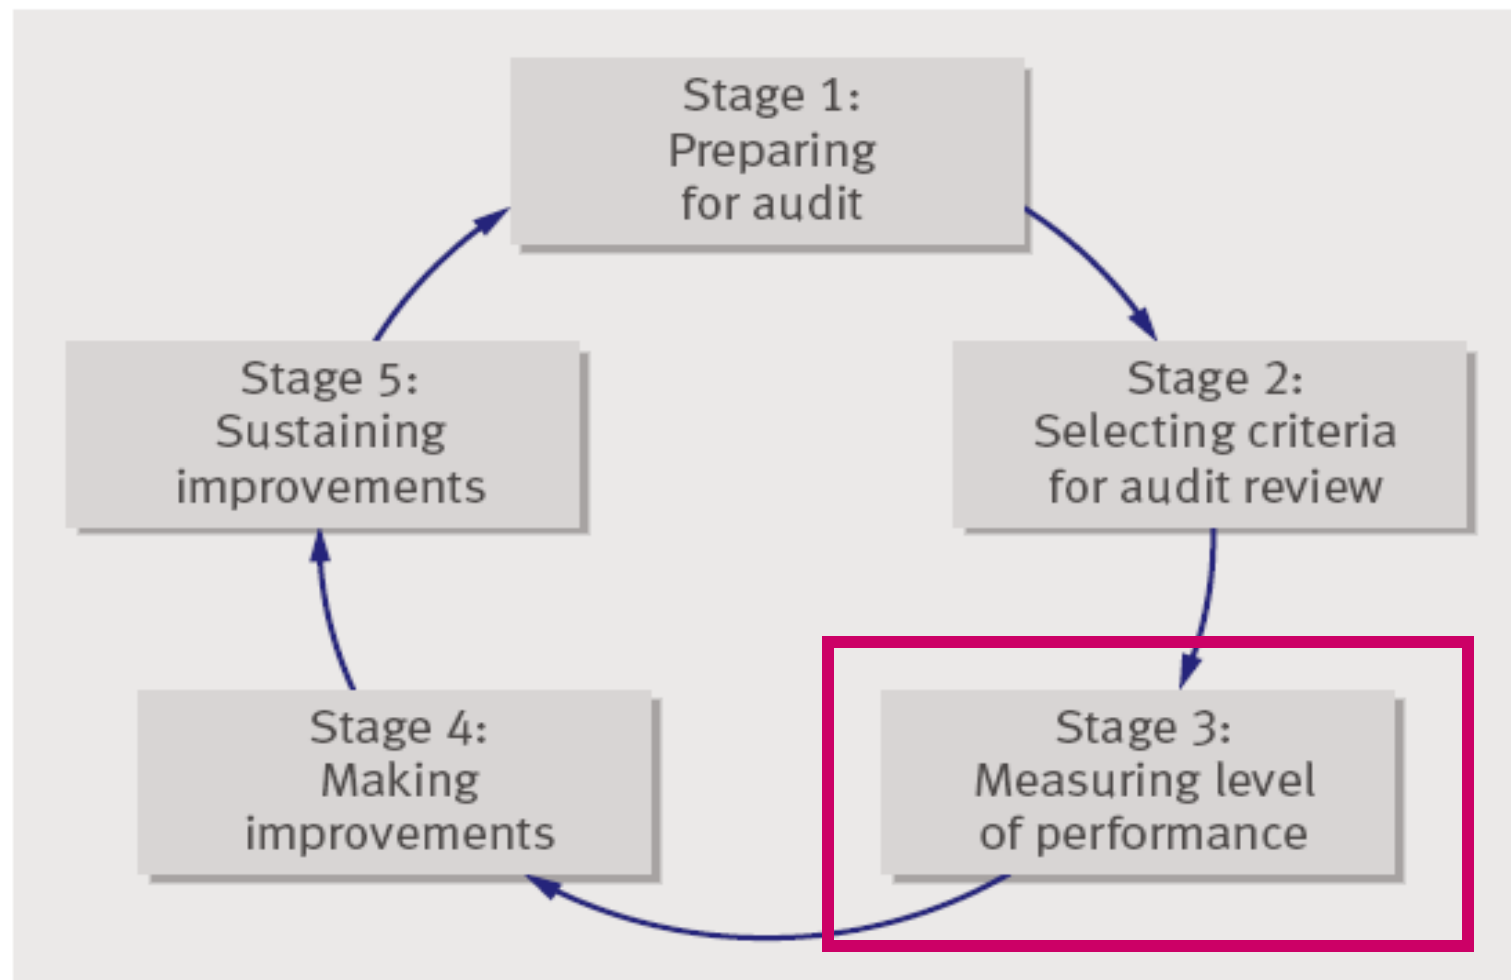 Stage 1:
Preparing
for audit
Stage 2:
Selecting criteria
for audit review
Stage 3:
Measuring level
of performance
Stage 4:
Making
improvements
Stage 5:
Sustaining
improvements